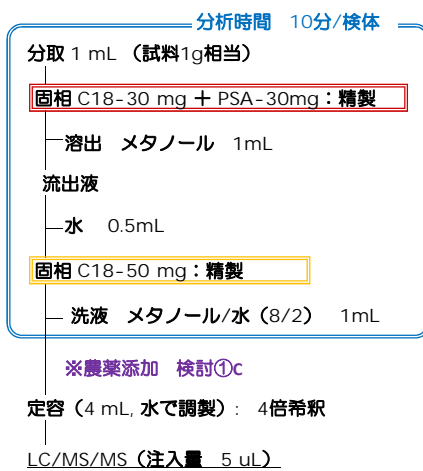 分析時間　10分/検体
分取 1 mL （試料1g相当）
固相 C18-30 mg ＋ PSA-30mg：精製
溶出　メタノール　1mL
流出液
水　0.5mL
固相 C18-50 mg：精製
洗液　メタノール/水（8/2）　1mL
※農薬添加　検討①c
定容（4 mL, 水で調製）: 4倍希釈
LC/MS/MS（注入量　5 uL）